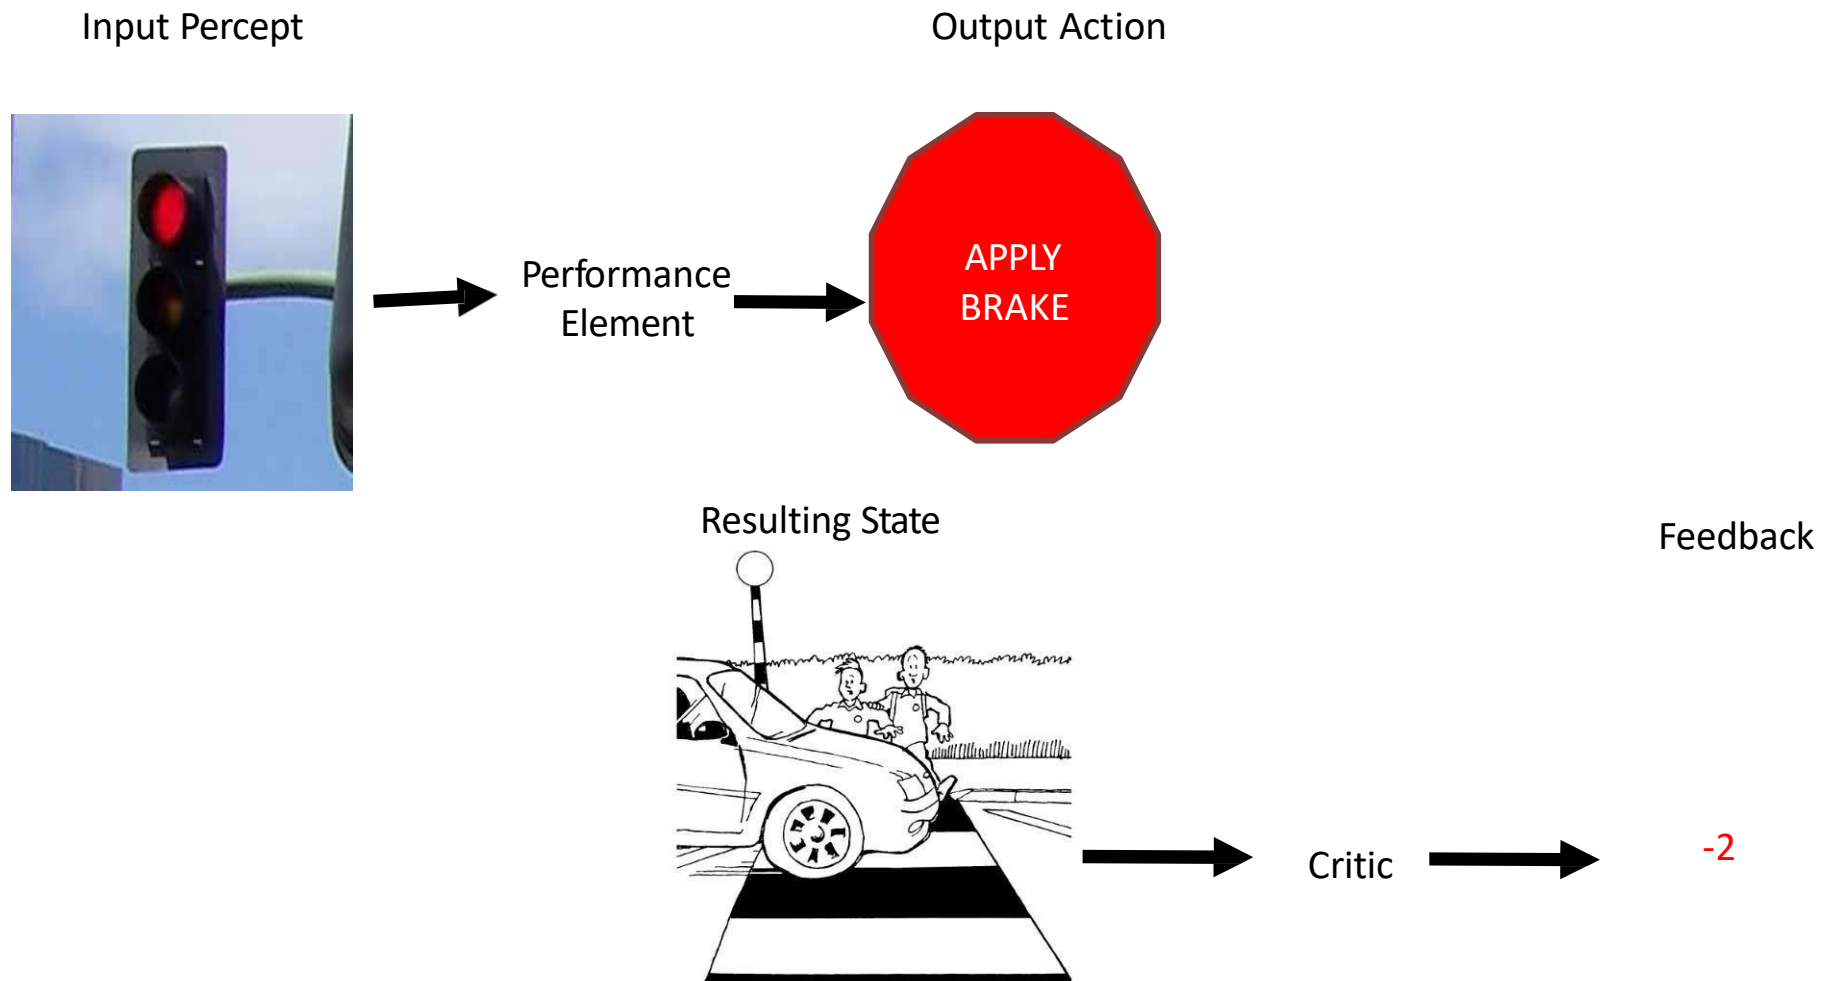 Input Percept
Output Action
Performance
Element
APPLY
BRAKE
Resulting State
Feedback
Critic
-2